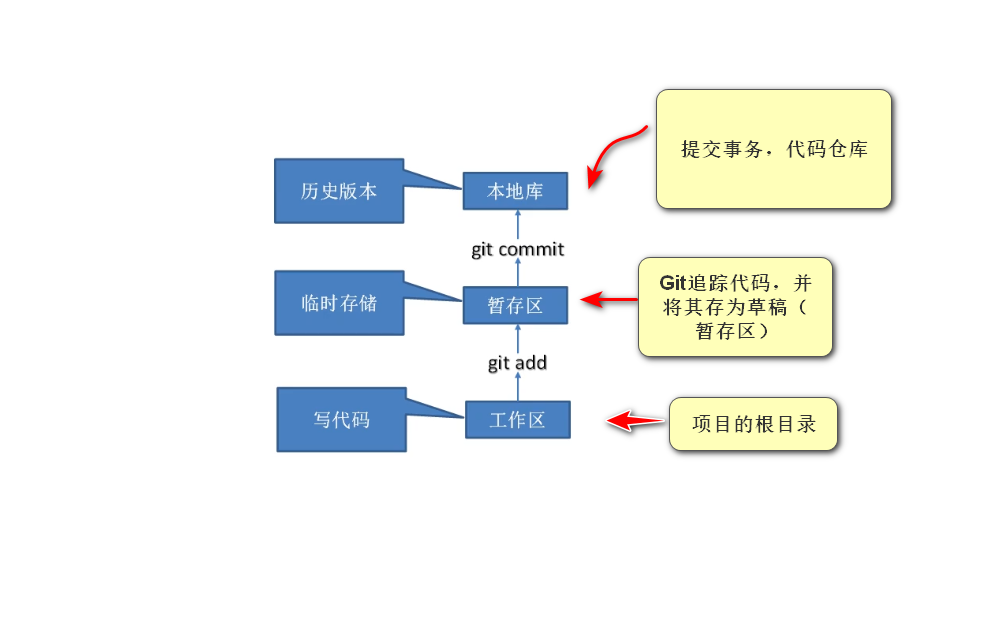 提交事务，代码仓库
历史版本
本地库
git commit
Git追踪代码，并
将其存为草稿（
暂存区）
临时存储
暂存区
git add
写代码
工作区
项目的根目录